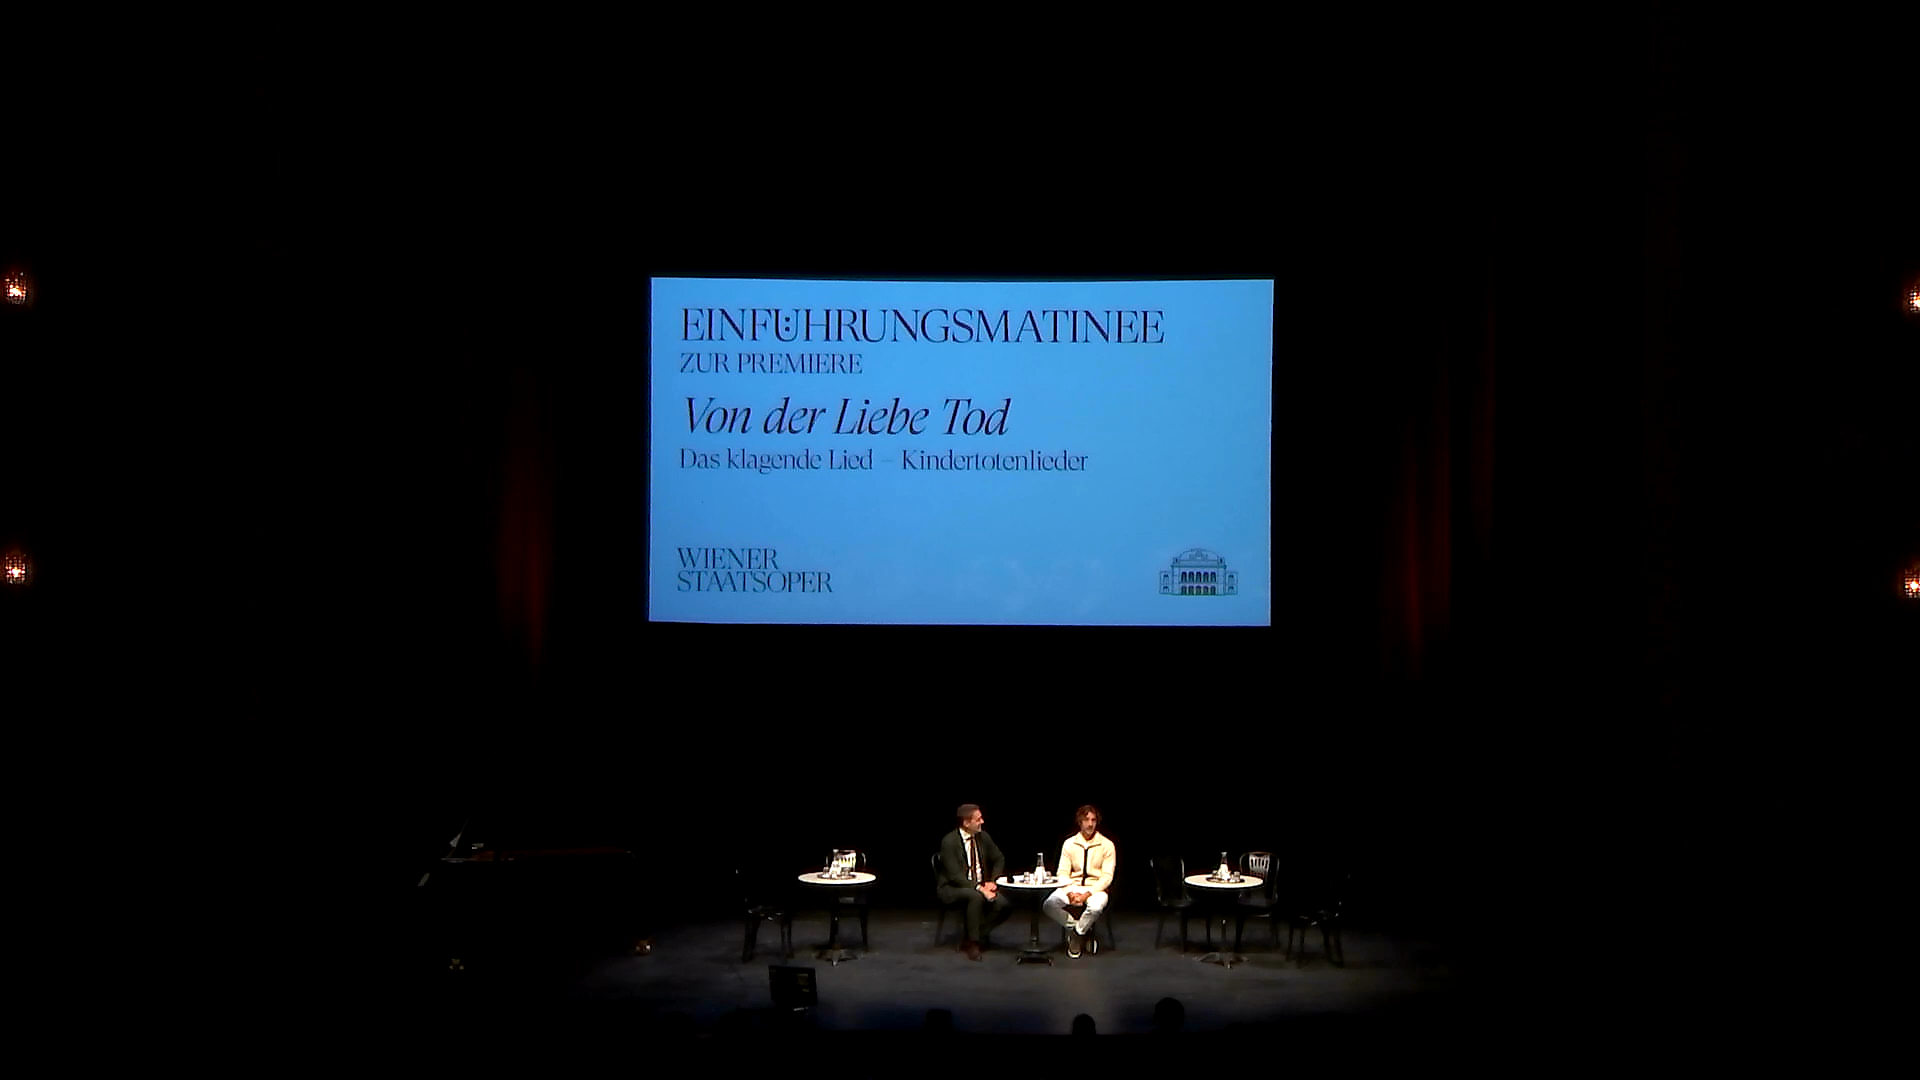 EINFÜHRUNGSMATINEE
ZUR PREMIERE
Von der Liebe Tod
Das klagende Lied – Kindertotenlieder
WIENER
STAATSOPER